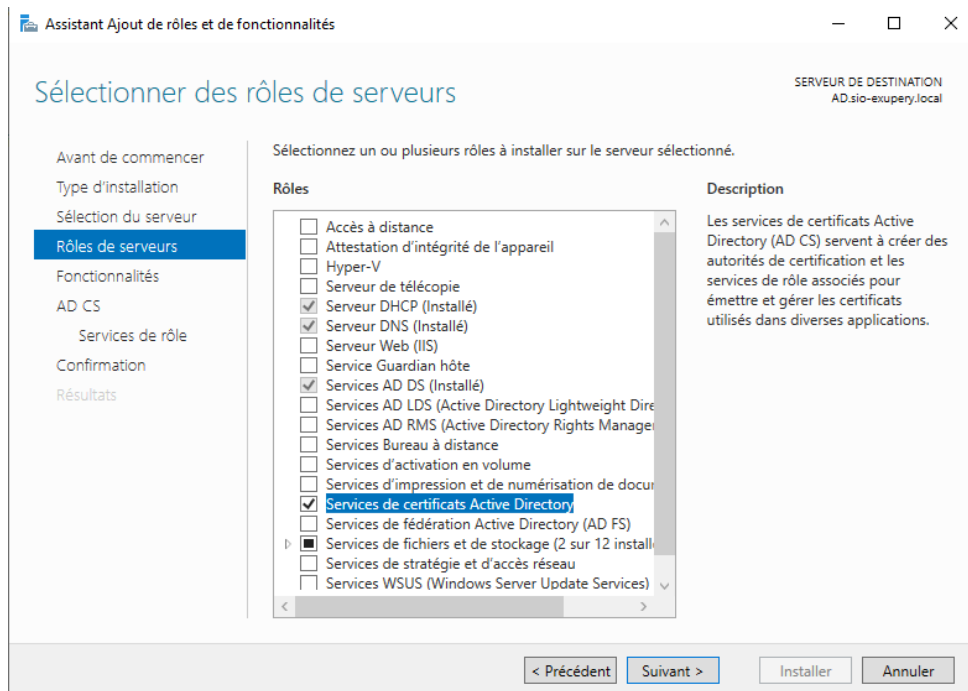 Assistant Ajout de rôles et de fonctionnalités
Sélectionner des rôles de serveurs
SERVEUR DE DESTINATION
AD.sio-exupery.local
Avant de commencer
Type d'installation
Sélection du serveur
Rôles de serveurs
Fonctionnalités
AD CS
Services de rôle
Confirmation
Résultats
Sélectionnez un ou plusieurs rôles à installer sur le serveur sélectionné.
Rôles
Accès à distance
Attestation d'intégrité de l'appareil
Hyper-V
Serveur de télécopie
Serveur DHCP (Installé)
Serveur DNS (Installé)
Serveur Web (IIS)
Service Guardian hôte
Services AD DS (Installé)
Services AD LDS (Active Directory Lightweight Dire
Services AD RMS (Active Directory Rights Manage
Services Bureau à distance
Services d'activation en volume
Services d'impression et de numérisation de docu
Services de certificats Active Directory
Services de fédération Active Directory (AD FS)
Services de fichiers et de stockage (2 sur 12 install
Services de stratégie et d'accès réseau
Services WSUS (Windows Server Update Services)
Description
Les services de certificats Active
Directory (AD CS) servent à créer des
autorités de certification et les
services de rôle associés pour
émettre et gérer les certificats
utilisés dans diverses applications.
< Précédent
Suivant >
Installer
Annuler